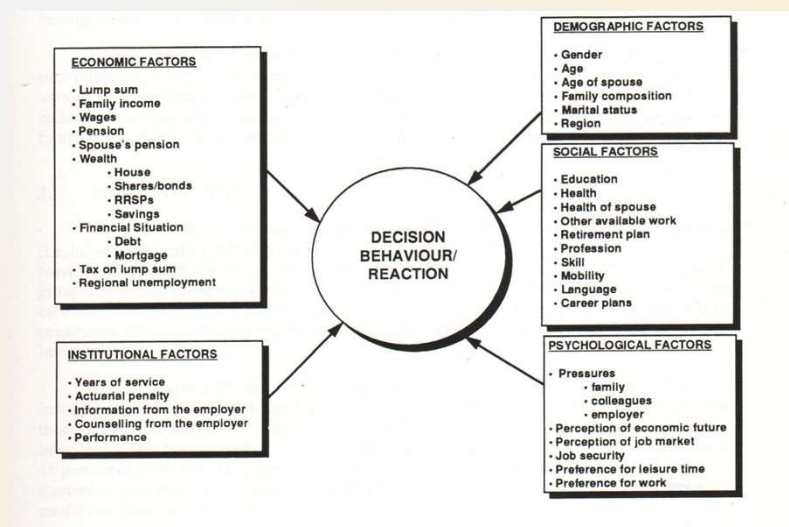 ECONOMIC FACTORS
• Lump sum
• Family income
• Wages
• Pension
• Spouse's pension
• Wealth
• House
• Shares/bonds
• RRSPs
• Savings
• Financial Situation
• Debt
• Mortgage
• Tax on lump sum
• Regional unemployment
INSTITUTIONAL FACTORS
• Years of service
• Actuarial penalty
• Information from the employer
• Counselling from the employer
• Performance
DECISION
BEHAVIOUR/
REACTION
DEMOGRAPHIC FACTORS
• Gender
• Age
• Age of spouse
• Family composition
• Marital status
• Region
SOCIAL FACTORS
• Education
• Health
• Health of spouse
• Other available work
• Retirement plan
• Profession
• Skill
• Mobility
• Language
• Career plans
PSYCHOLOGICAL FACTORS
• Pressures
• family
• colleagues
• employer
• Perception of economic future
• Perception of job market
• Job security
• Preference for leisure time
• Preference for work